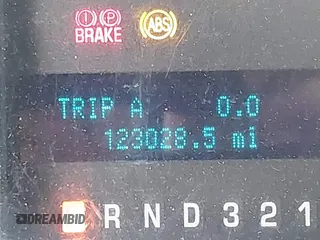 (!) (P) ABS
BRAKE
TRIP A 0.0
123028.5 mi
R N D 3 2 1
DREAMBID